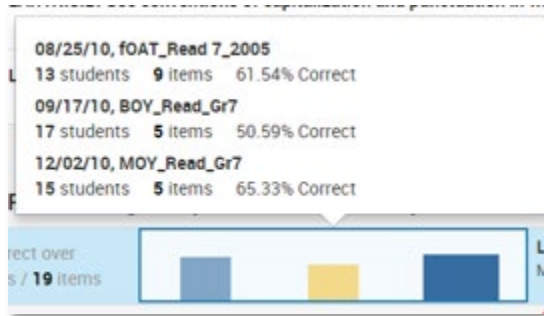 08/25/10, fOAT_Read 7_2005
13 students 9 items 61.54% Correct
09/17/10, BOY_Read_Gr7
17 students 5 items 50.59% Correct
12/02/10, MOY_Read_Gr7
15 students 5 items 65.33% Correct
rect over
s / 19 items